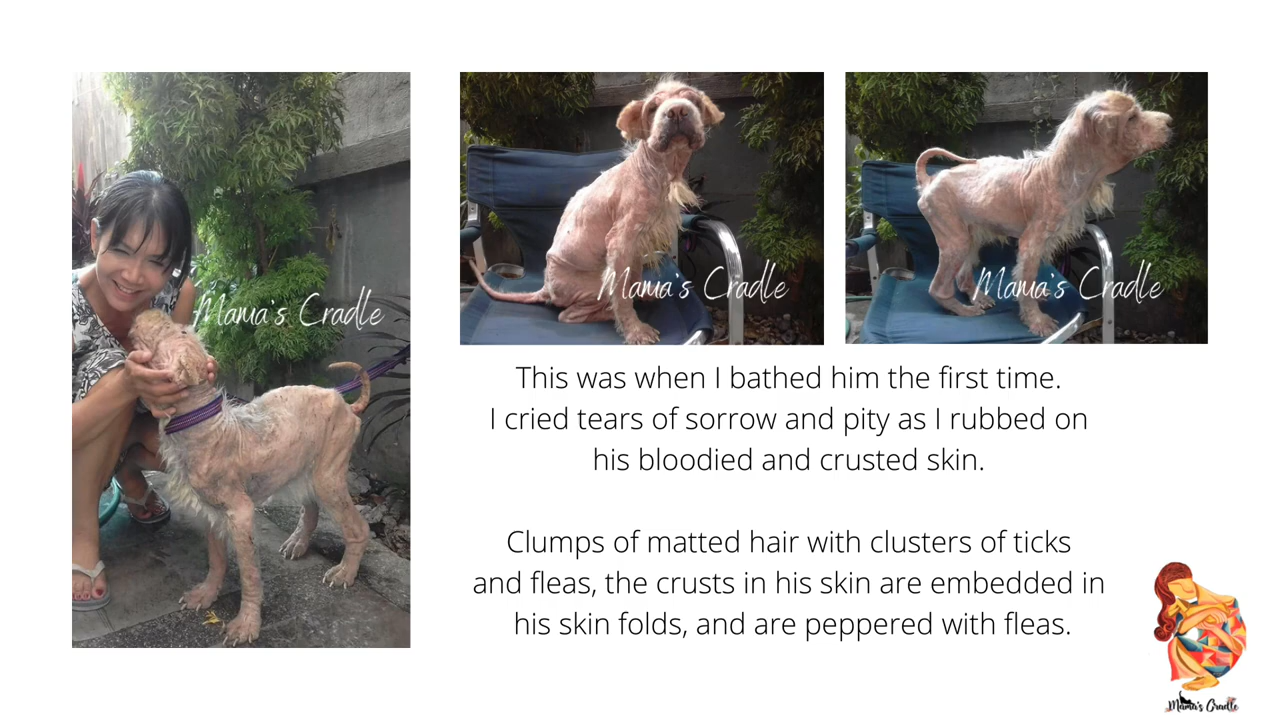 Mama's Cradle
Mama's Cradle
Mama's Cradle
This was when I bathed him the first time.
I cried tears of sorrow and pity as I rubbed on
his bloodied and crusted skin.
Clumps of matted hair with clusters of ticks
and fleas, the crusts in his skin are embedded in
his skin folds, and are peppered with fleas.
Mama's Cradle